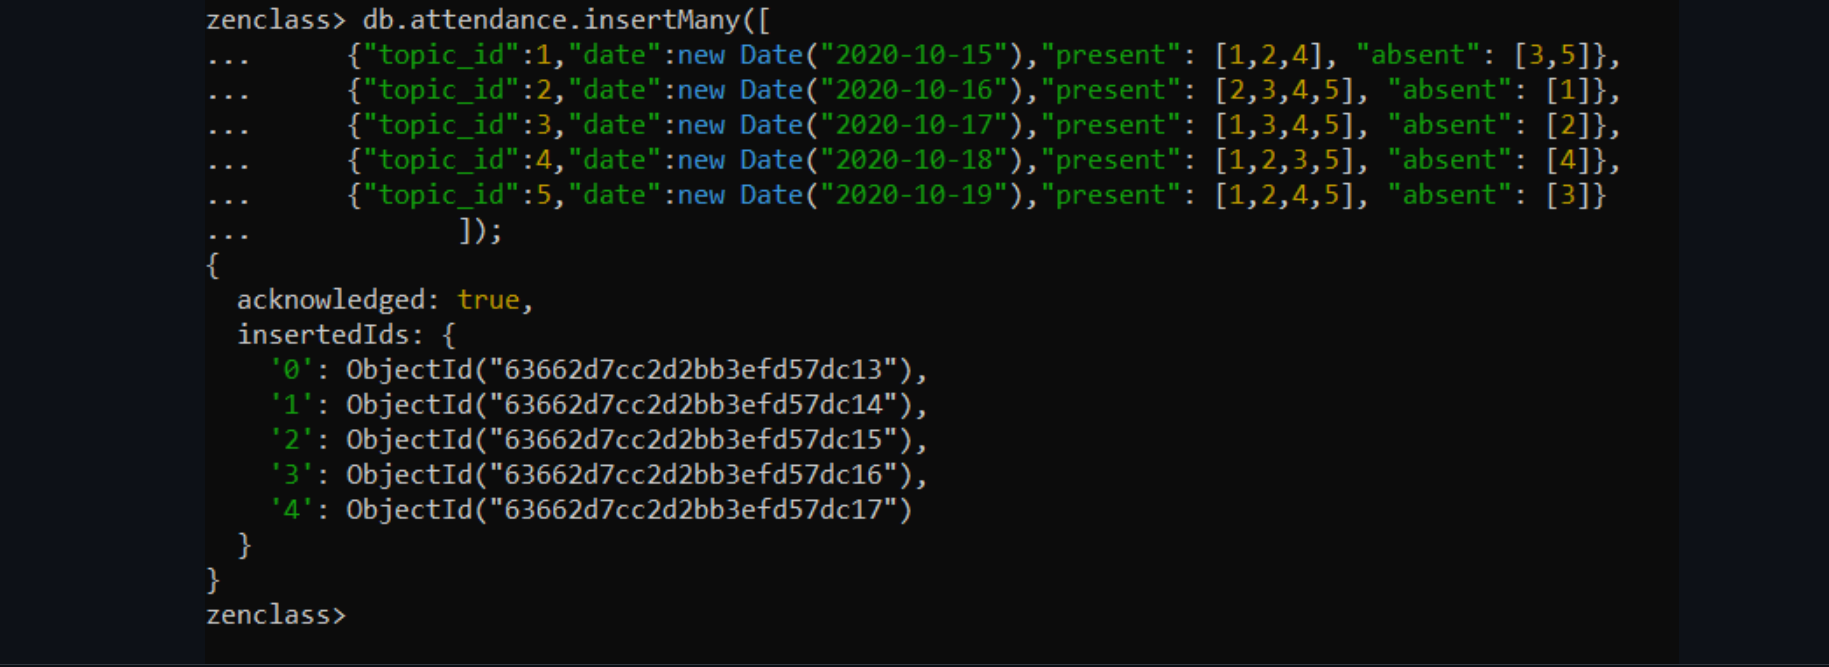 zenclass> db.attendance.insertMany([
...      {"topic_id":1,"date":new Date("2020-10-15"),"present": [1,2,4], "absent": [3,5]},
...      {"topic_id":2,"date":new Date("2020-10-16"),"present": [2,3,4,5], "absent": [1]},
...      {"topic_id":3,"date":new Date("2020-10-17"),"present": [1,3,4,5], "absent": [2]},
...      {"topic_id":4,"date":new Date("2020-10-18"),"present": [1,2,3,5], "absent": [4]},
...      {"topic_id":5,"date":new Date("2020-10-19"),"present": [1,2,4,5], "absent": [3]}
...             ]);
{
  acknowledged: true,
  insertedIds: {
    '0': ObjectId("63662d7cc2d2bb3efd57dc13"),
    '1': ObjectId("63662d7cc2d2bb3efd57dc14"),
    '2': ObjectId("63662d7cc2d2bb3efd57dc15"),
    '3': ObjectId("63662d7cc2d2bb3efd57dc16"),
    '4': ObjectId("63662d7cc2d2bb3efd57dc17")
  }
}
zenclass>